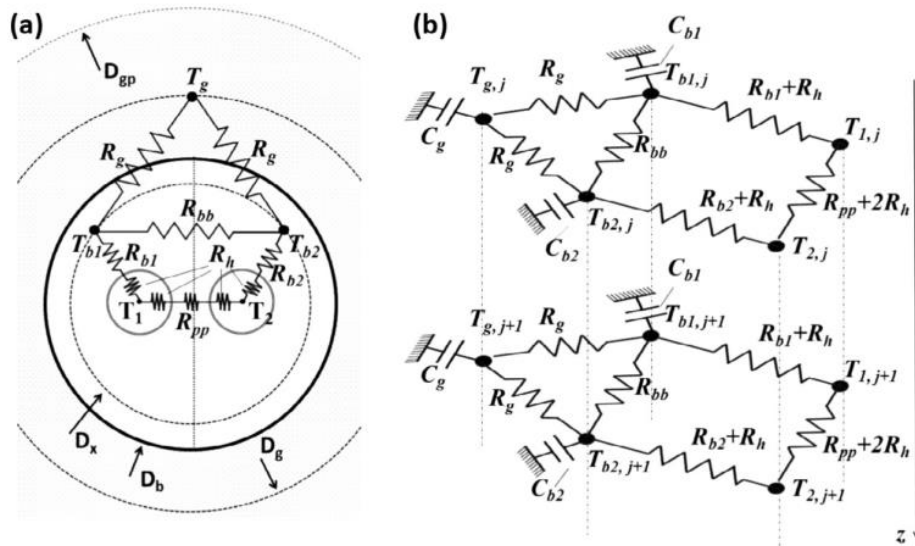 (a)
D_gp
T_g
R_g R_g
R_bb
T_b1 T_b2
R_b1 R_h R_b2
T_1 T_2
R_pp
D_x
D_b
D_g
(b)
C_b1
T_g,j R_g T_b1,j
R_b1+R_h
C_g R_g R_bb T_1,j
R_b2+R_h R_pp+2R_h
C_b2 T_b2,j
T_2,j
C_b1
T_g,j+1 R_g T_b1,j+1
R_b1+R_h
C_g R_g R_bb T_1,j+1
R_b2+R_h R_pp+2R_h
C_b2 T_b2,j+1
T_2,j+1
z